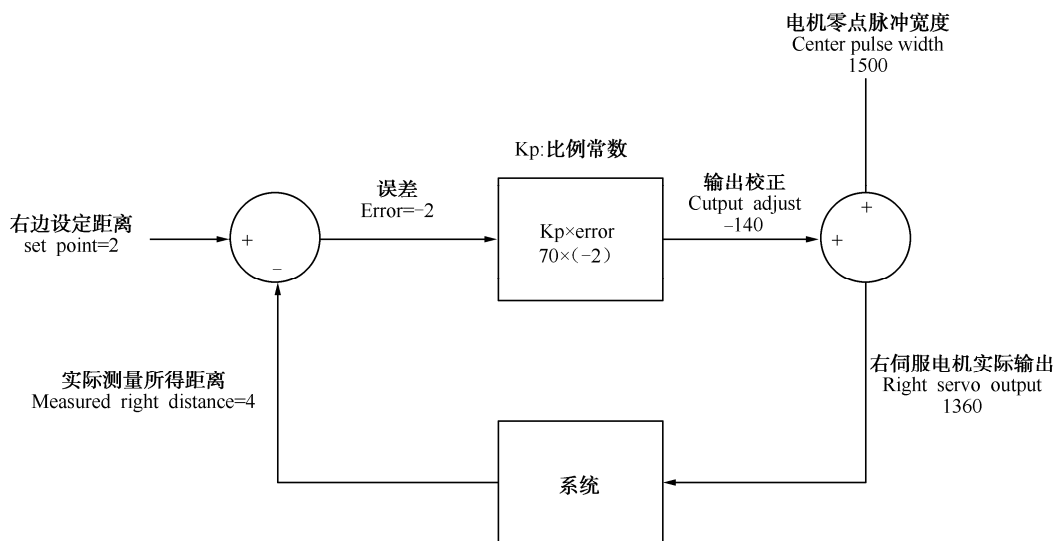 电机零点脉冲宽度
Center pulse width
1500
Kp:比例常数
误差
Error=−2
输出校正
Cutput adjust
−140
右边设定距离
set point=2
+
−
Kp×error
70×（−2）
+
+
实际测量所得距离
Measured right distance=4
右伺服电机实际输出
Right servo output
1360
系统